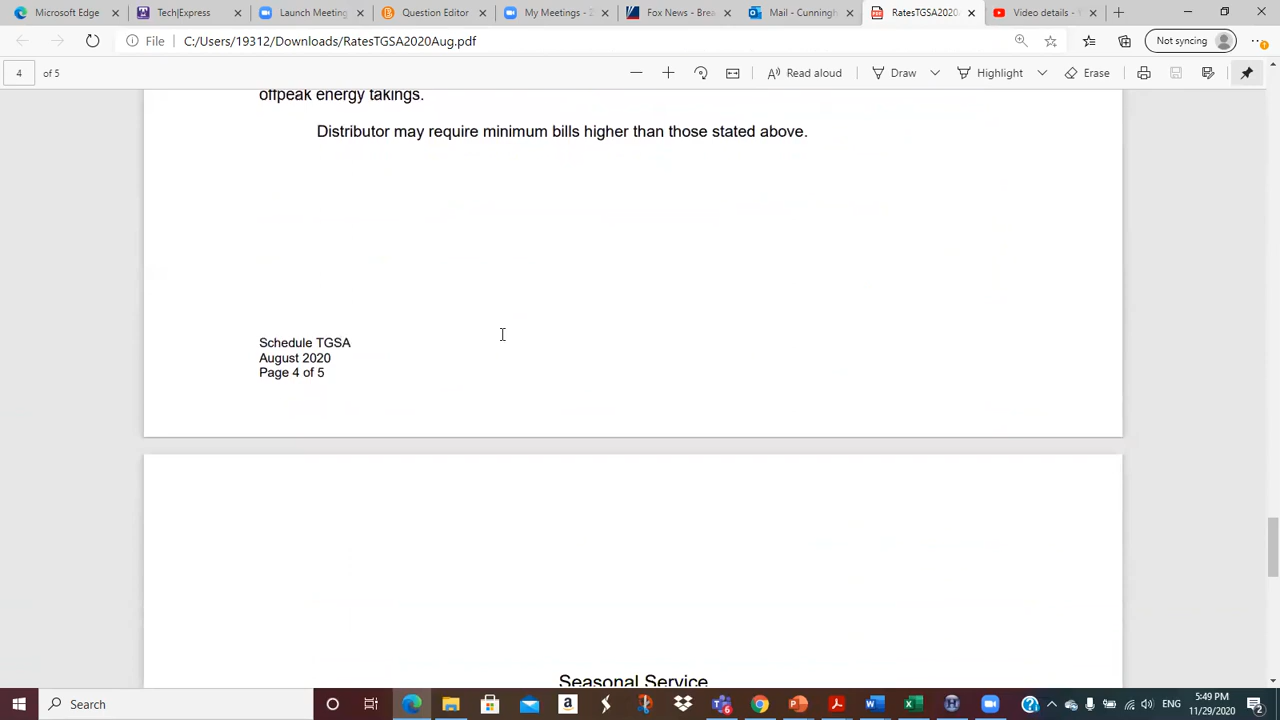 Microsoft Edge
TechExpress
Launch Meeting
Question Editor
My Meetings - Z
Fox News - Bre
Mail - Cunningh
RatesTGSA2020
Video details -
File C:/Users/19312/Downloads/RatesTGSA2020Aug.pdf
Not syncing
4 of 5
Read aloud
Draw
Highlight
Erase
offpeak energy takings.
Distributor may require minimum bills higher than those stated above.
Schedule TGSA
August 2020
Page 4 of 5
Seasonal Service
Search
5:49 PM
11/29/2020